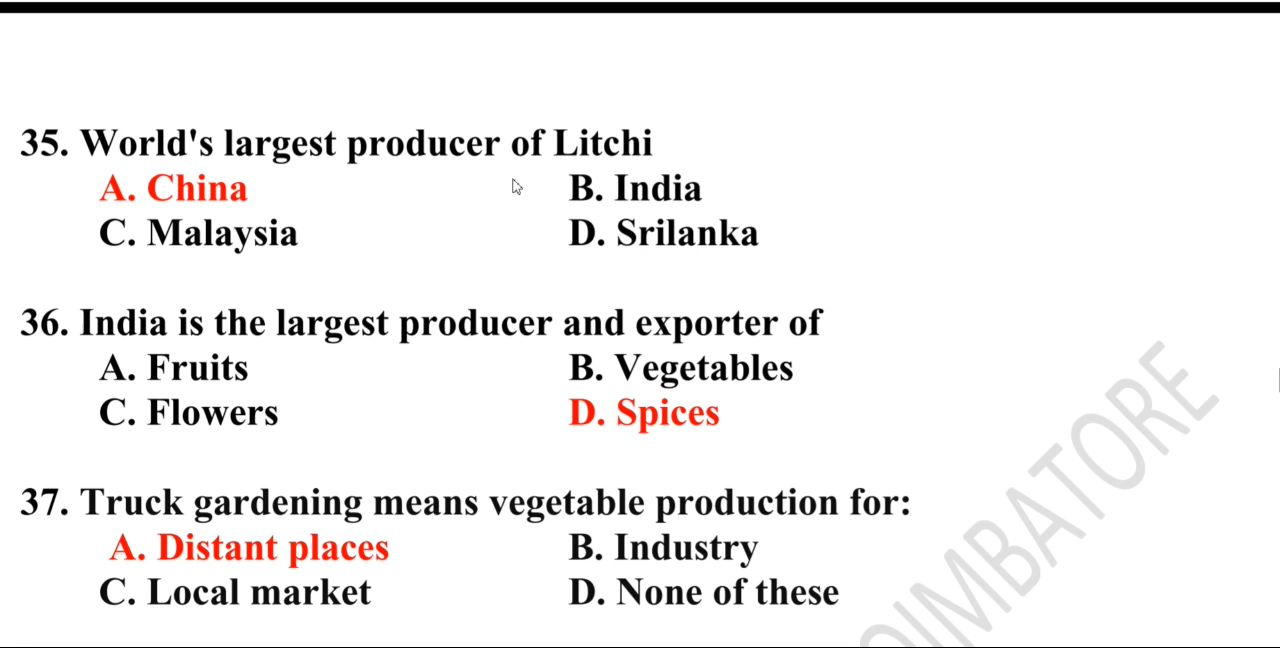 35. World's largest producer of Litchi
A. China B. India
C. Malaysia D. Srilanka
36. India is the largest producer and exporter of
A. Fruits B. Vegetables
C. Flowers D. Spices
37. Truck gardening means vegetable production for:
A. Distant places B. Industry
C. Local market D. None of these
OIMBATORE